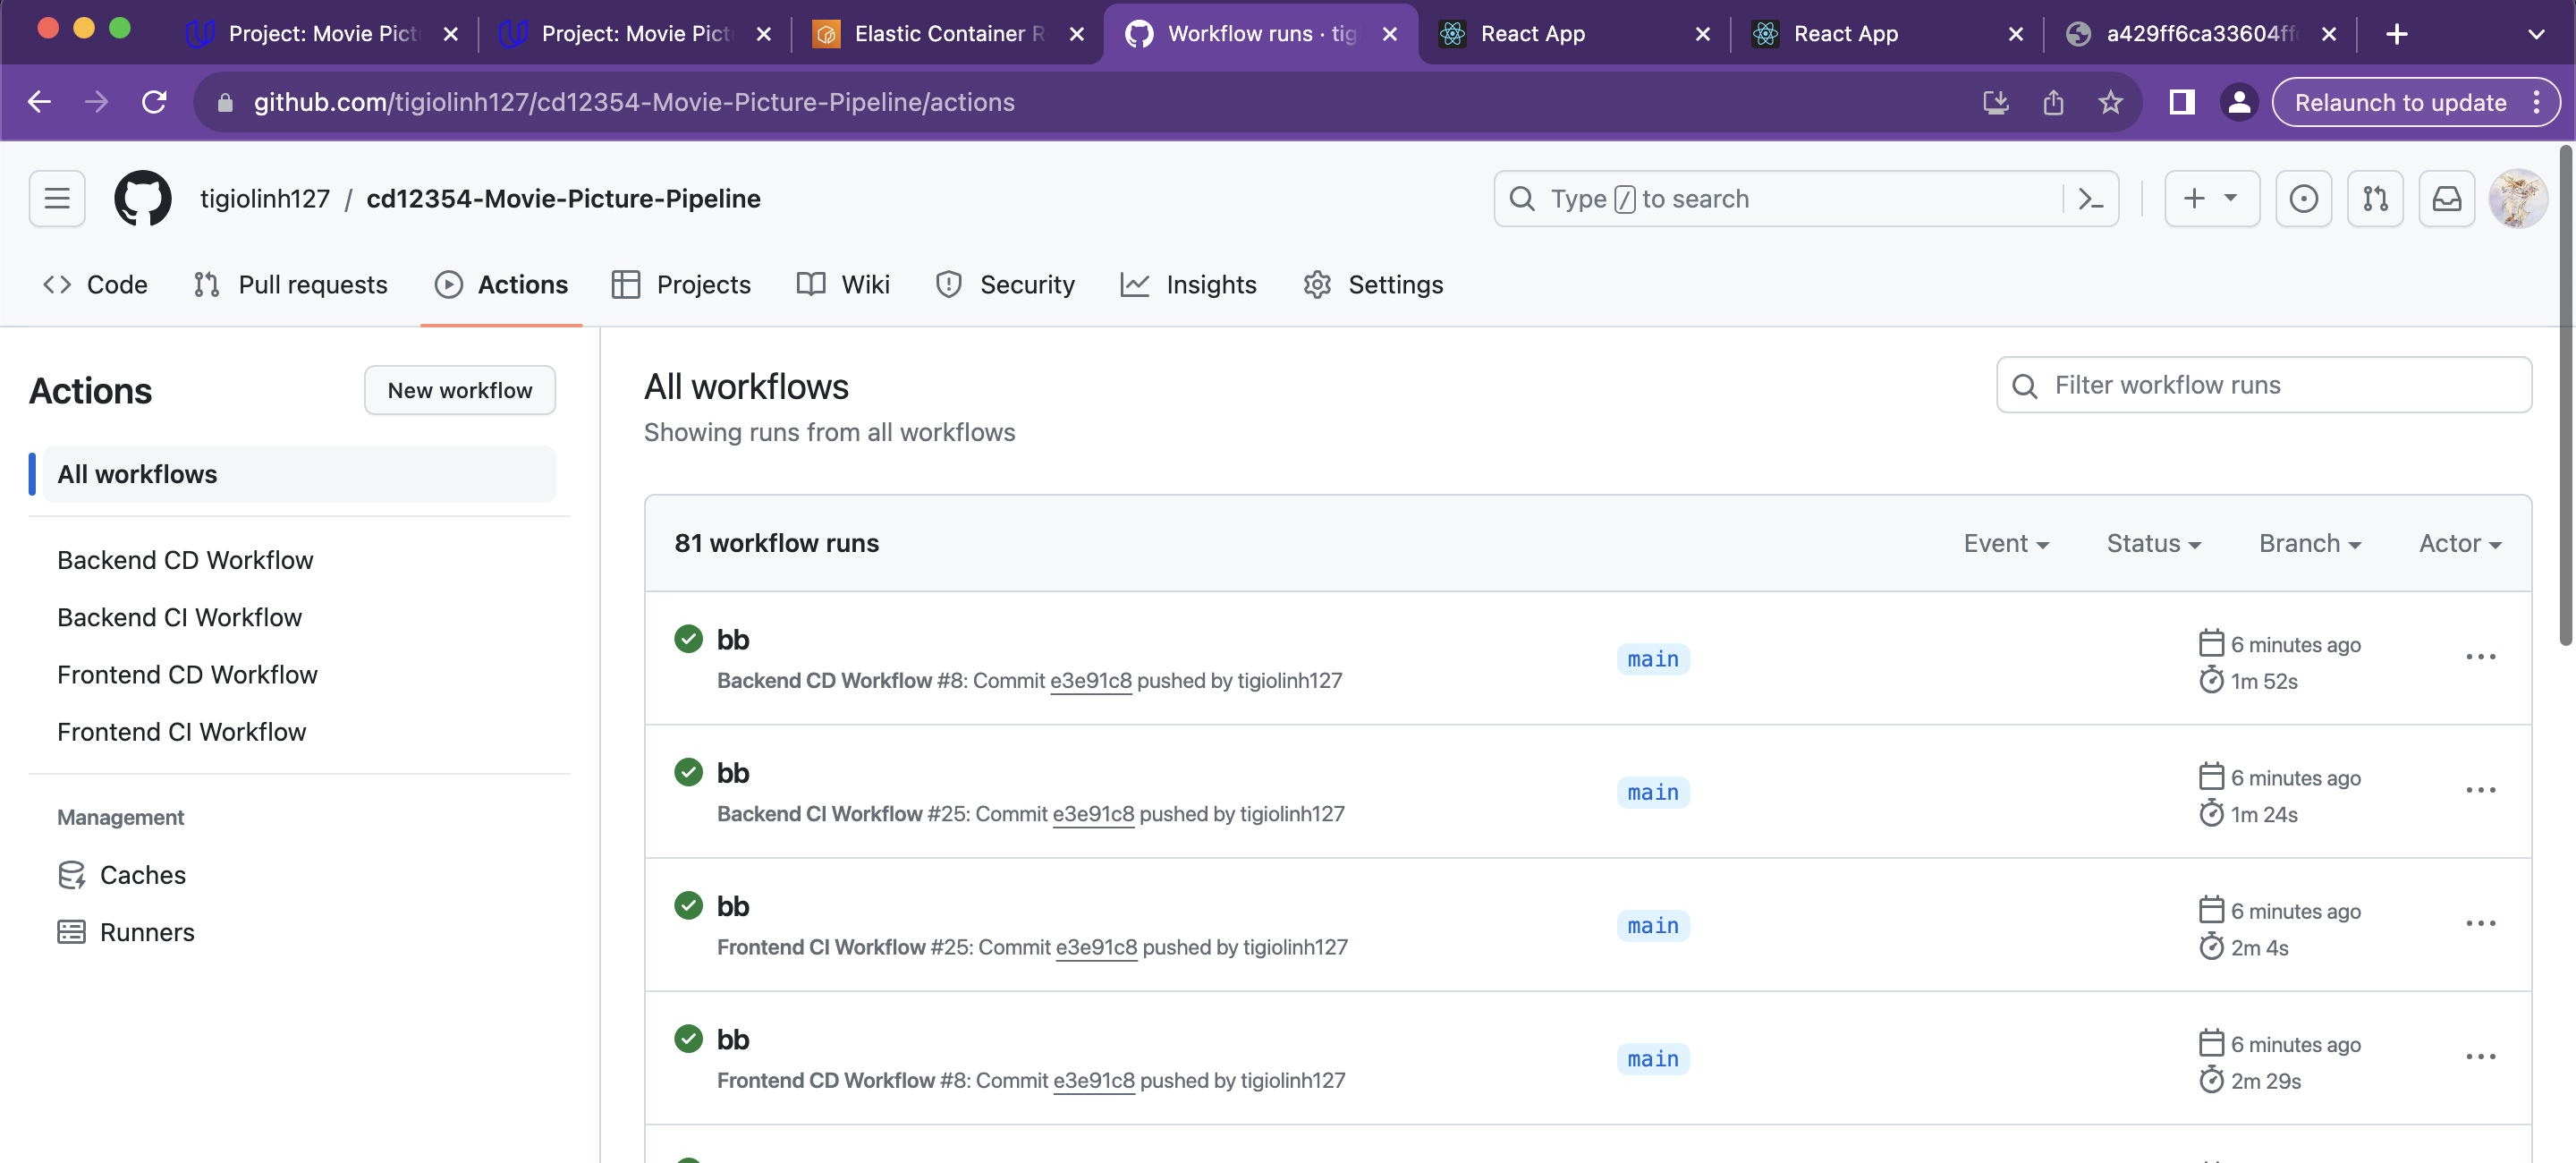 Project: Movie Pict
Project: Movie Pict
Elastic Container R
Workflow runs · tig
React App
React App
a429ff6ca33604ff
github.com/tigiolinh127/cd12354-Movie-Picture-Pipeline/actions
Relaunch to update
tigiolinh127 / cd12354-Movie-Picture-Pipeline
Type / to search
Code
Pull requests
Actions
Projects
Wiki
Security
Insights
Settings
Actions
New workflow
All workflows
Backend CD Workflow
Backend CI Workflow
Frontend CD Workflow
Frontend CI Workflow
Management
Caches
Runners
All workflows
Showing runs from all workflows
Filter workflow runs
81 workflow runs
Event
Status
Branch
Actor
bb
Backend CD Workflow #8: Commit e3e91c8 pushed by tigiolinh127
main
6 minutes ago
1m 52s
bb
Backend CI Workflow #25: Commit e3e91c8 pushed by tigiolinh127
main
6 minutes ago
1m 24s
bb
Frontend CI Workflow #25: Commit e3e91c8 pushed by tigiolinh127
main
6 minutes ago
2m 4s
bb
Frontend CD Workflow #8: Commit e3e91c8 pushed by tigiolinh127
main
6 minutes ago
2m 29s